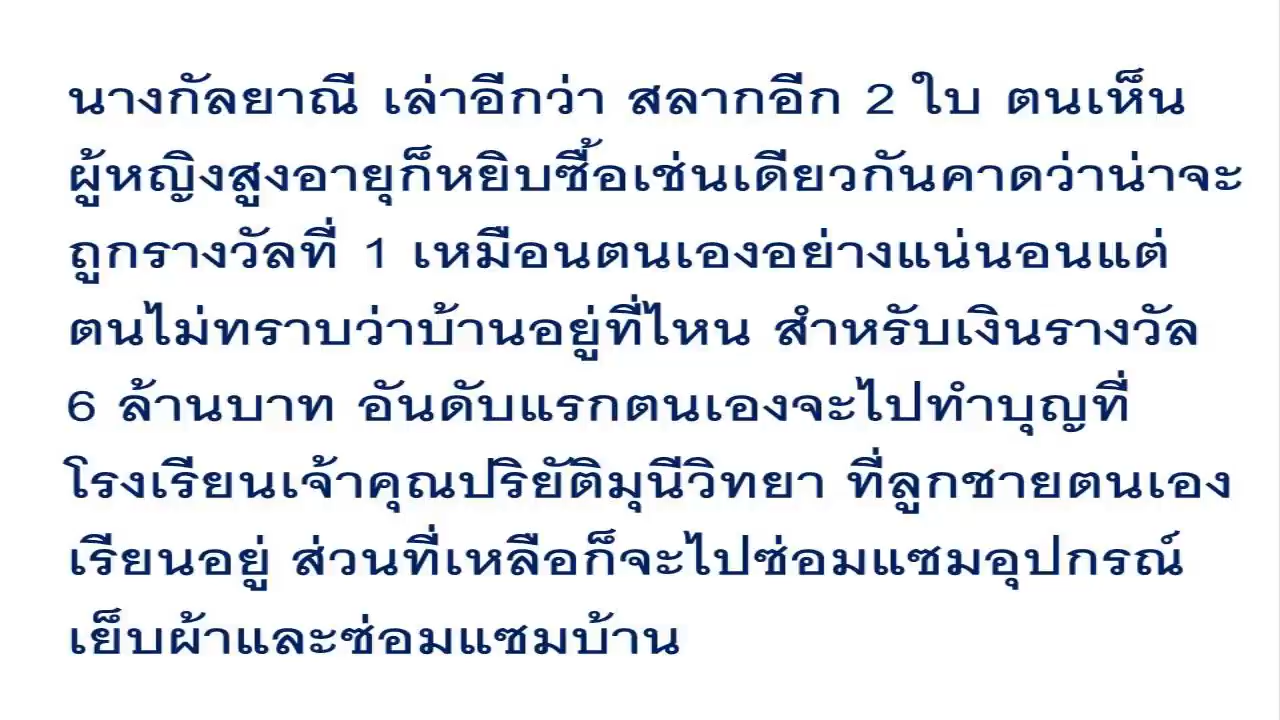 นางกัลยาณี เล่าอีกว่า สลากอีก 2 ใบ ตนเห็น
ผู้หญิงสูงอายุก็หยิบซื้อเช่นเดียวกันคาดว่าน่าจะ
ถูกรางวัลที่ 1 เหมือนตนเองอย่างแน่นอนแต่
ตนไม่ทราบว่าบ้านอยู่ที่ไหน สำหรับเงินรางวัล
6 ล้านบาท อันดับแรกตนเองจะไปทำบุญที่
โรงเรียนเจ้าคุณปริยัติมุนีวิทยา ที่ลูกชายตนเอง
เรียนอยู่ ส่วนที่เหลือก็จะไปซ่อมแซมอุปกรณ์
เย็บผ้าและซ่อมแซมบ้าน